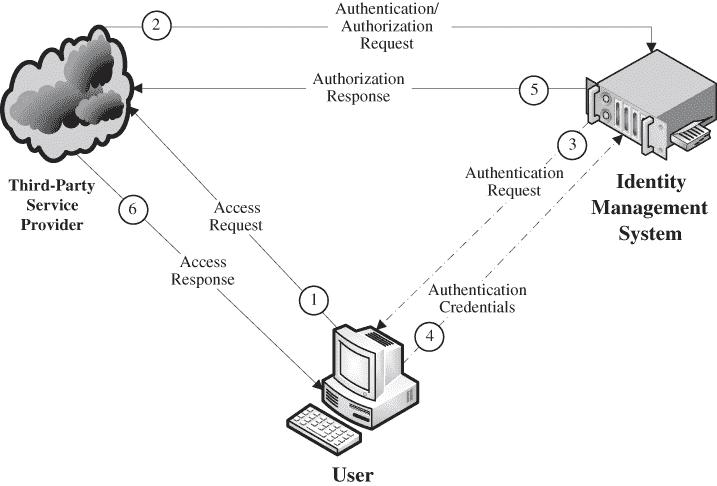 2
Authentication/
Authorization
Request
Authorization
Response
5
3
Third-Party
Service
Provider
6
Authentication
Request
Identity
Management
System
Access
Request
Access
Response
1
Authentication
Credentials
4
User